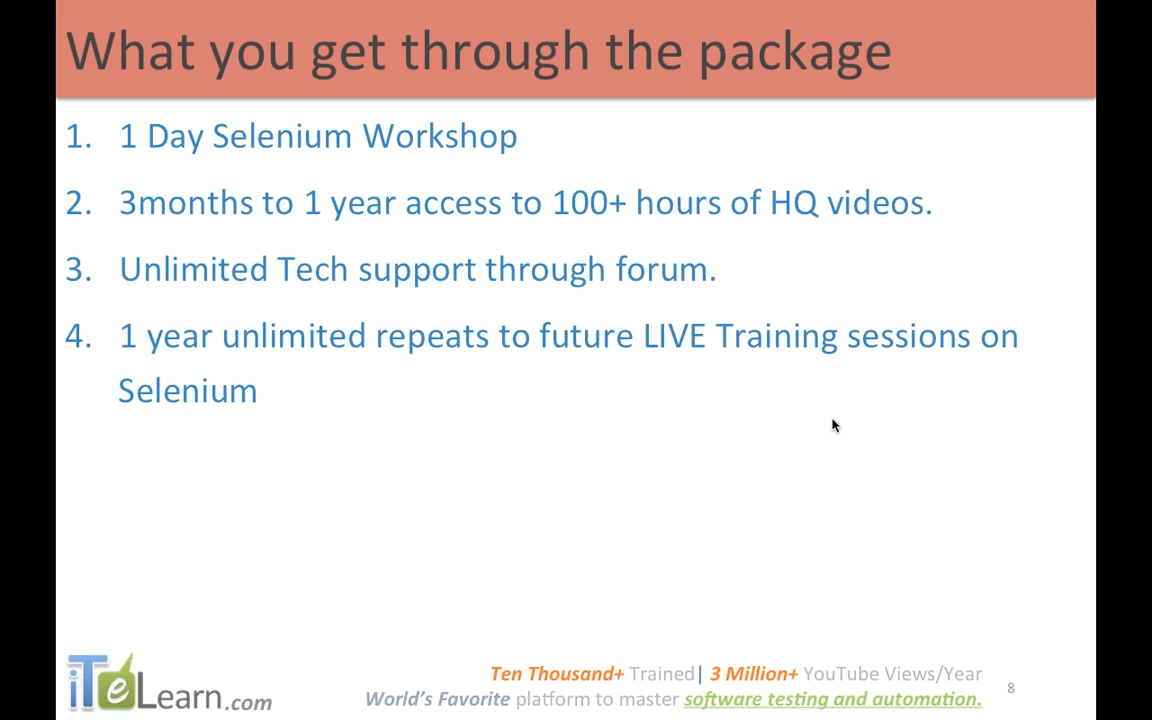 What you get through the package
1. 1 Day Selenium Workshop
2. 3months to 1 year access to 100+ hours of HQ videos.
3. Unlimited Tech support through forum.
4. 1 year unlimited repeats to future LIVE Training sessions on
Selenium
iTeLearn.com
Ten Thousand+ Trained| 3 Million+ YouTube Views/Year
World's Favorite platform to master software testing and automation.
8